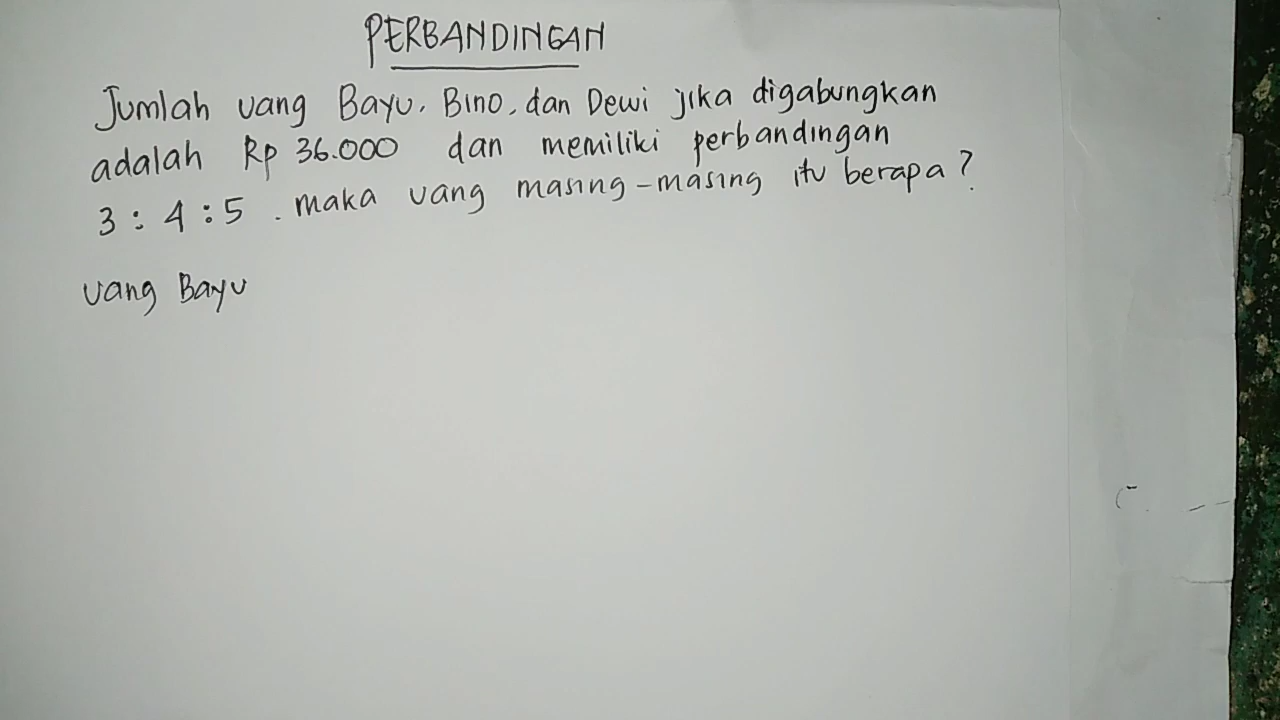 PERBANDINGAN
Jumlah uang Bayu, Bino, dan Dewi jika digabungkan
adalah Rp 36.000 dan memiliki perbandingan
3 : 4 : 5 . maka uang masing-masing itu berapa?
uang Bayu